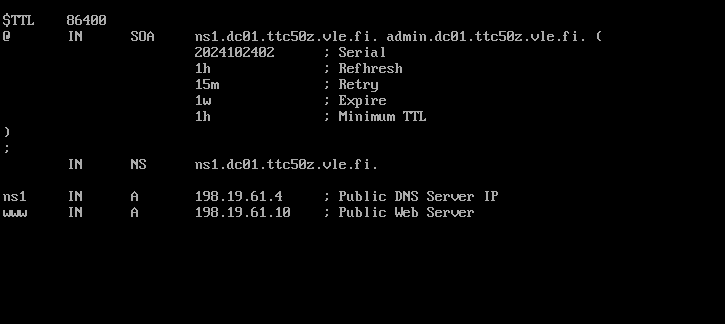 $TTL 86400
@ IN SOA ns1.dc01.ttc50z.vle.fi. admin.dc01.ttc50z.vle.fi. (
2024102402 ; Serial
1h ; Refhresh
15m ; Retry
1w ; Expire
1h ; Minimum TTL
)
;
IN NS ns1.dc01.ttc50z.vle.fi.
ns1 IN A 198.19.61.4 ; Public DNS Server IP
www IN A 198.19.61.10 ; Public Web Server